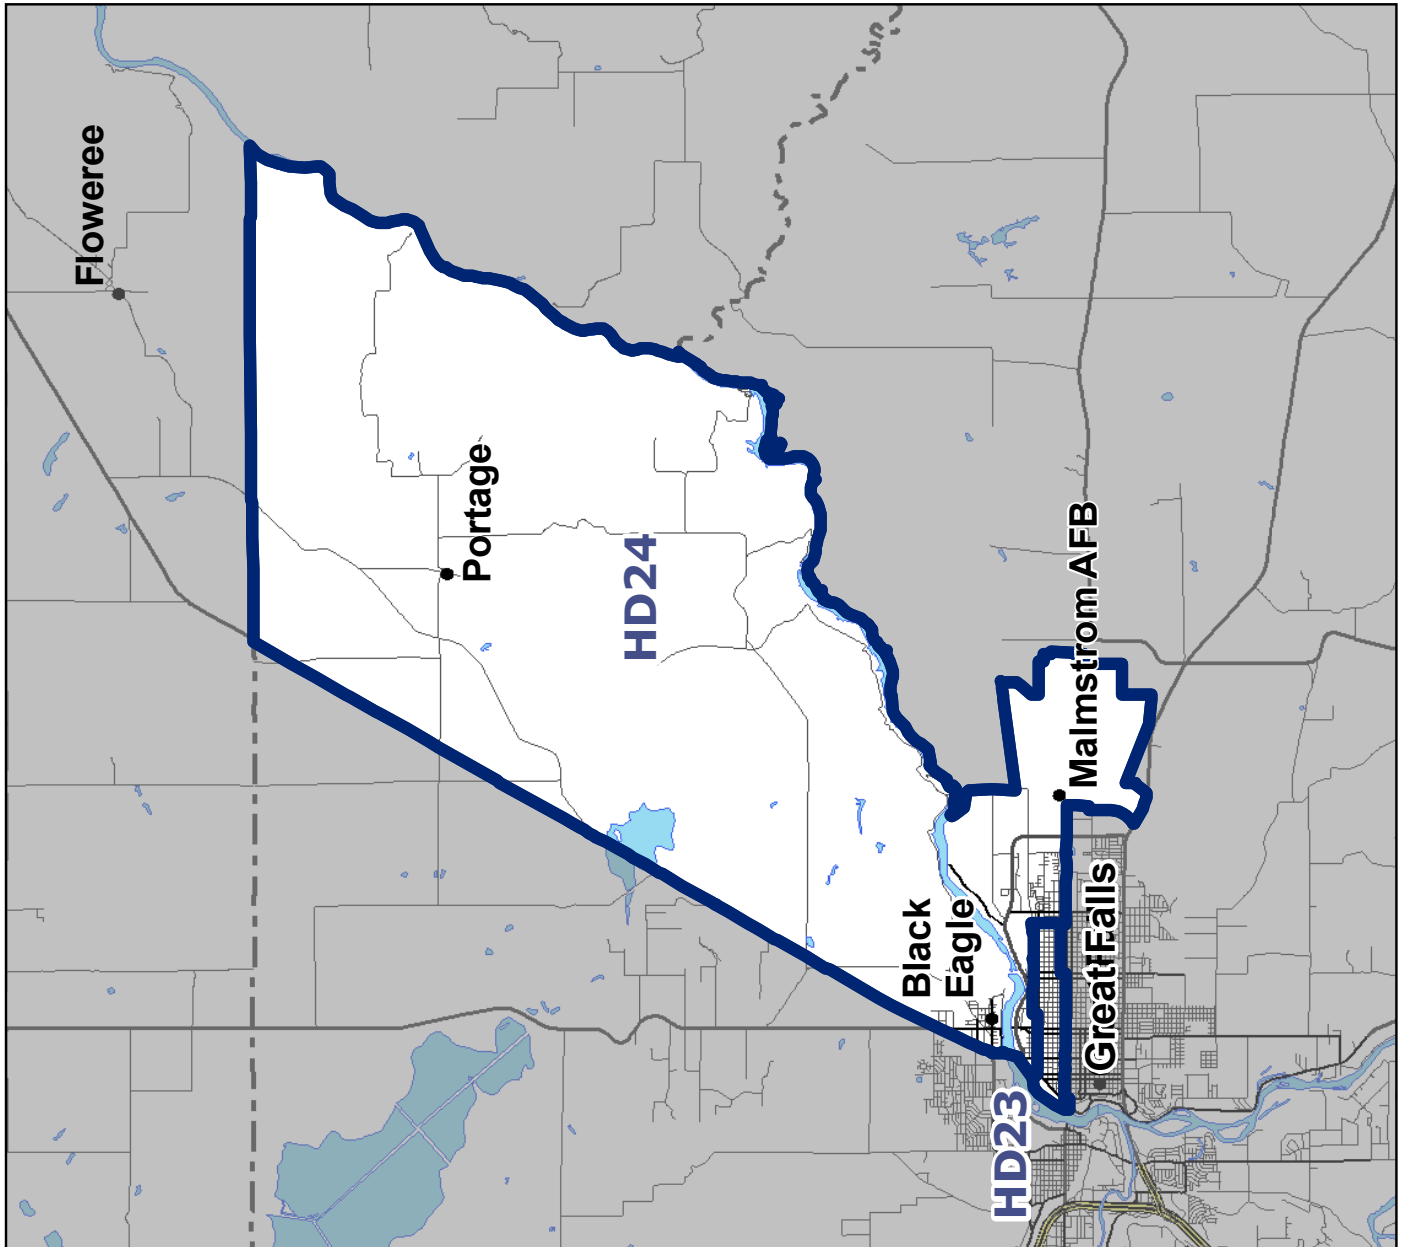 Floweree
Portage
HD24
Malmstrom AFB
Black
Eagle
Great Falls
HD23